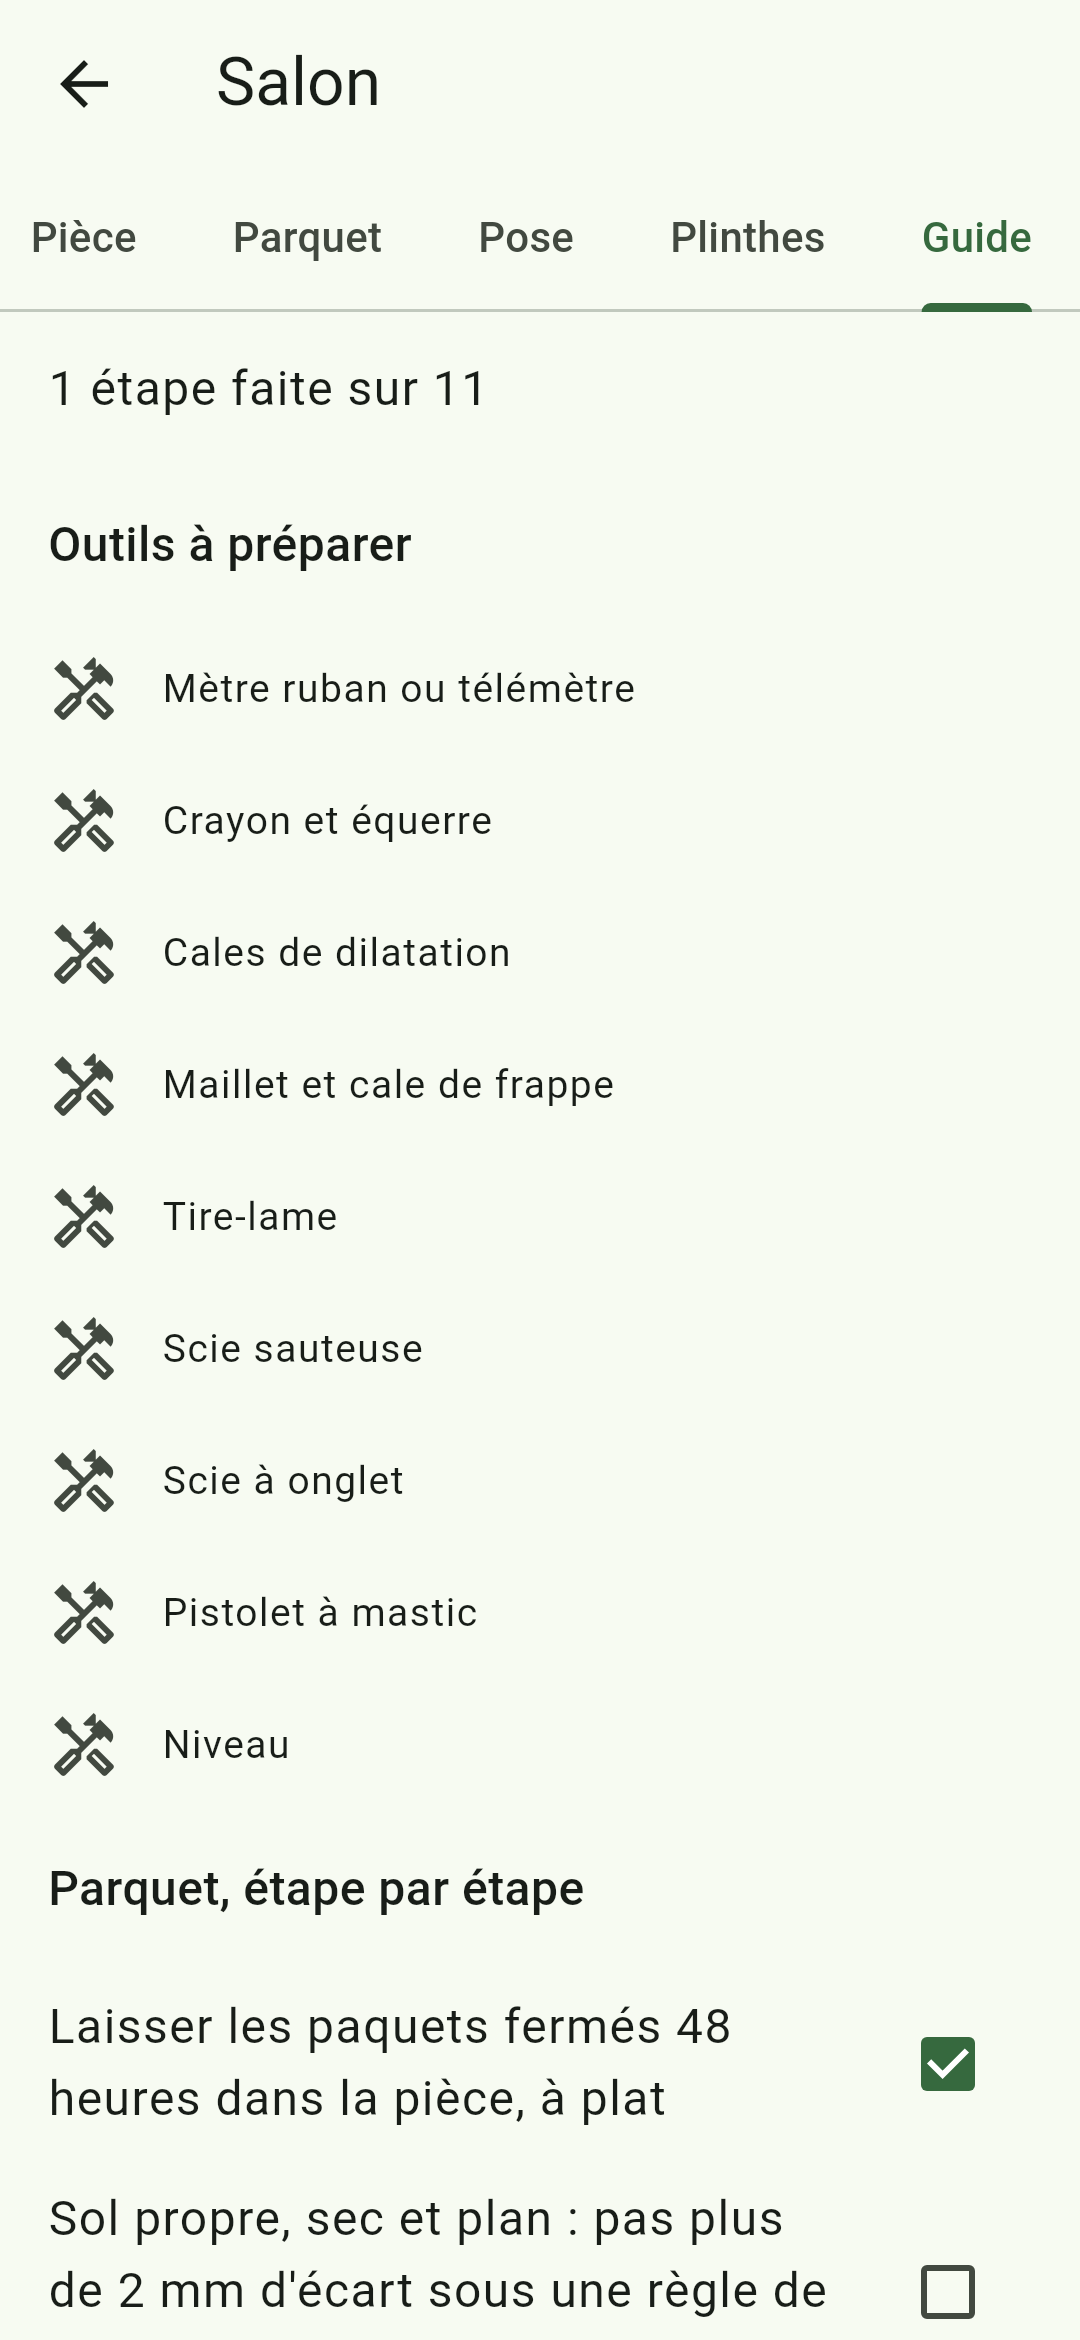 Salon
Pièce
Parquet
Pose
Plinthes
Guide
1 étape faite sur 11
Outils à préparer
Mètre ruban ou télémètre
Crayon et équerre
Cales de dilatation
Maillet et cale de frappe
Tire-lame
Scie sauteuse
Scie à onglet
Pistolet à mastic
Niveau
Parquet, étape par étape
Laisser les paquets fermés 48
heures dans la pièce, à plat
Sol propre, sec et plan : pas plus
de 2 mm d'écart sous une règle de